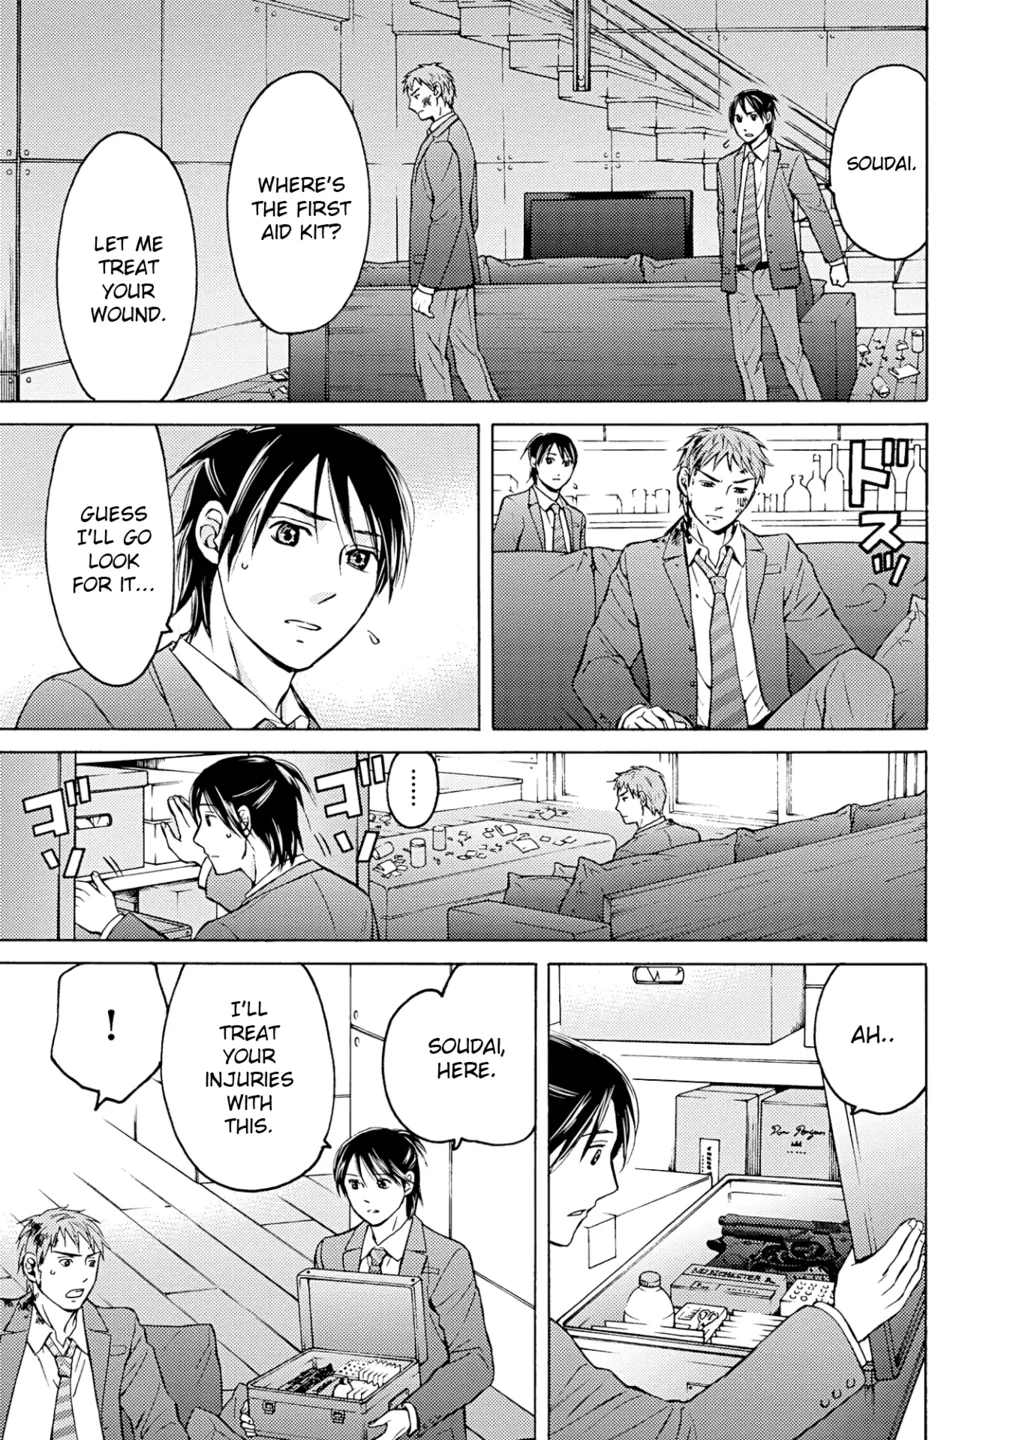 SOUDAI.
WHERE'S
THE FIRST
AID KIT?
LET ME
TREAT
YOUR
WOUND.
ドスッ
GUESS
I'LL GO
LOOK
FOR IT...
........
ゴソ
ゴソ
AH..
SOUDAI,
HERE.
I'LL
TREAT
YOUR
INJURIES
WITH
THIS.
!